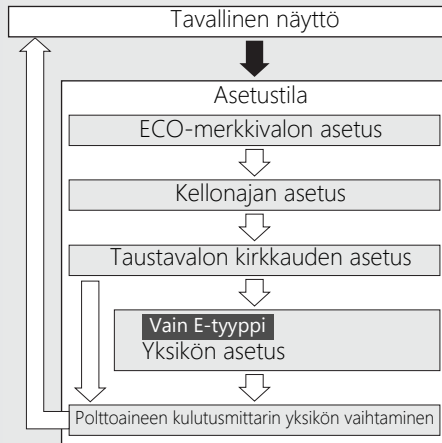 Tavallinen näyttö
Asetustila
ECO-merkkivalon asetus
Kellonajan asetus
Taustavalon kirkkauden asetus
Vain E-tyyppi
Yksikön asetus
Polttoaineen kulutusmittarin yksikön vaihtaminen